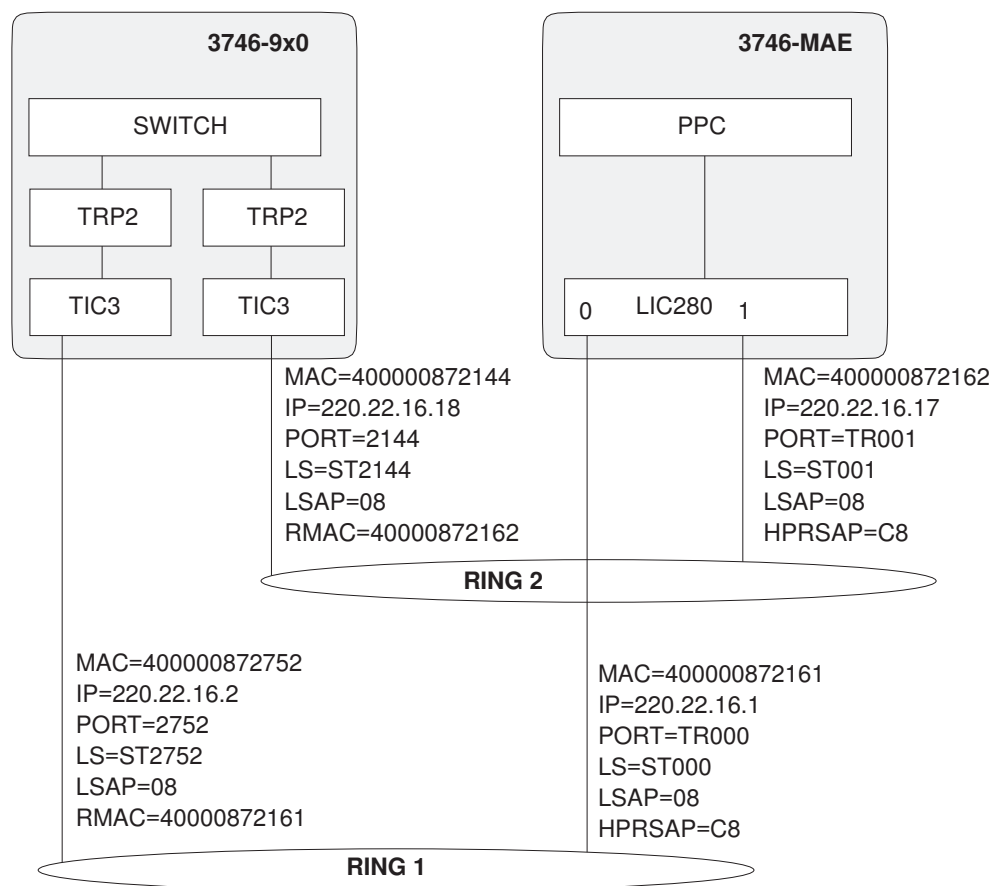 3746-9x0
SWITCH
TRP2
TRP2
TIC3
TIC3
3746-MAE
PPC
0
LIC280
1
MAC=400000872144
IP=220.22.16.18
PORT=2144
LS=ST2144
LSAP=08
RMAC=40000872162
MAC=400000872162
IP=220.22.16.17
PORT=TR001
LS=ST001
LSAP=08
HPRSAP=C8
RING 2
MAC=400000872752
IP=220.22.16.2
PORT=2752
LS=ST2752
LSAP=08
RMAC=40000872161
MAC=400000872161
IP=220.22.16.1
PORT=TR000
LS=ST000
LSAP=08
HPRSAP=C8
RING 1